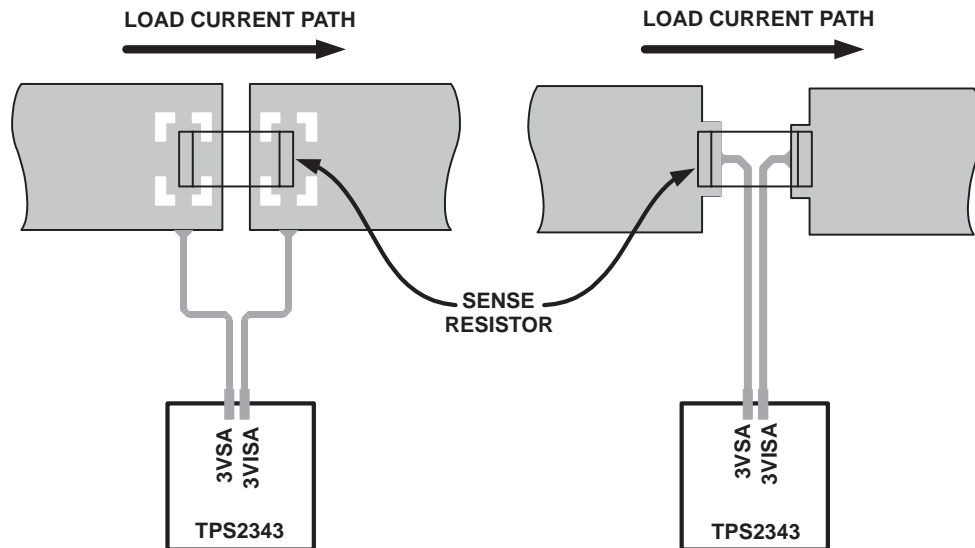 LOAD CURRENT PATH
LOAD CURRENT PATH
SENSE
RESISTOR
3VSA
3VISA
TPS2343
3VSA
3VISA
TPS2343